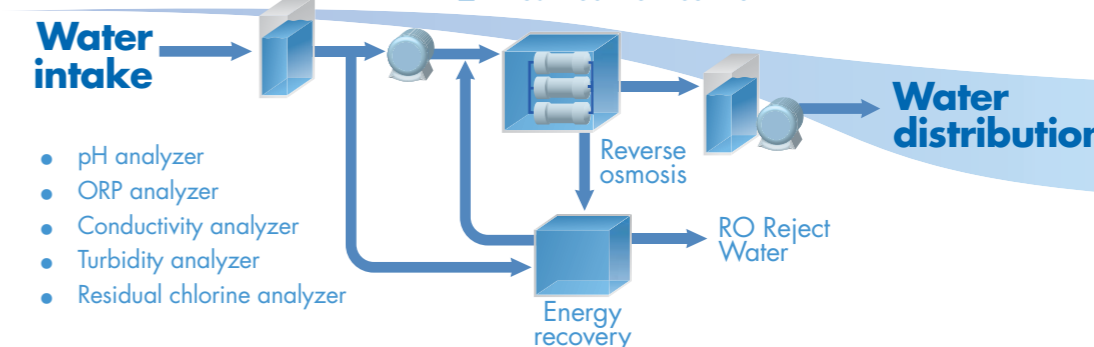 Water
intake
Water
distribution
Reverse
osmosis
• pH analyzer
• ORP analyzer
• Conductivity analyzer
• Turbidity analyzer
• Residual chlorine analyzer
RO Reject
Water
Energy
recovery